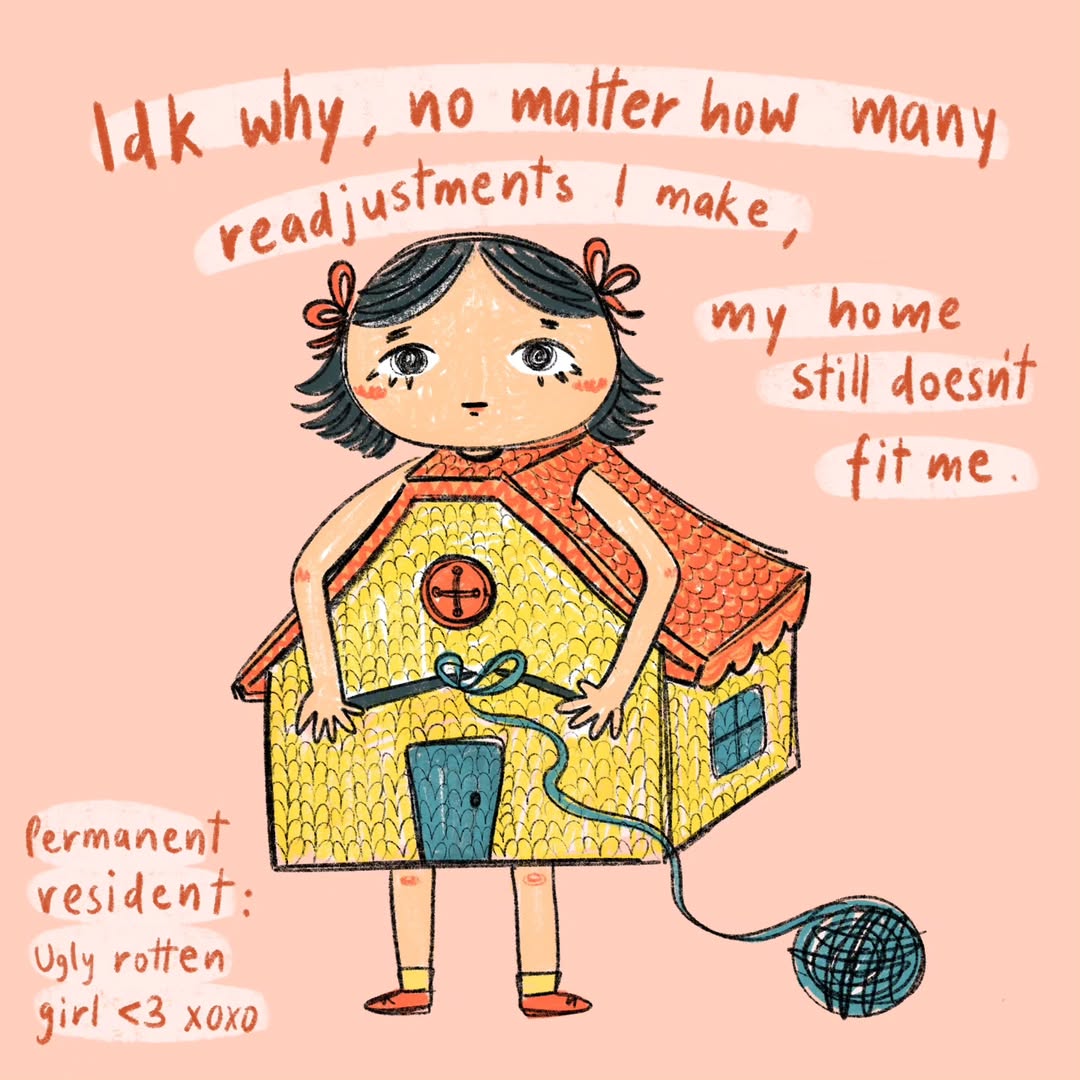 Idk why, no matter how many
readjustments I make,
my home
still doesn't
fit me.
Permanent
resident:
Ugly rotten
girl <3 xoxo